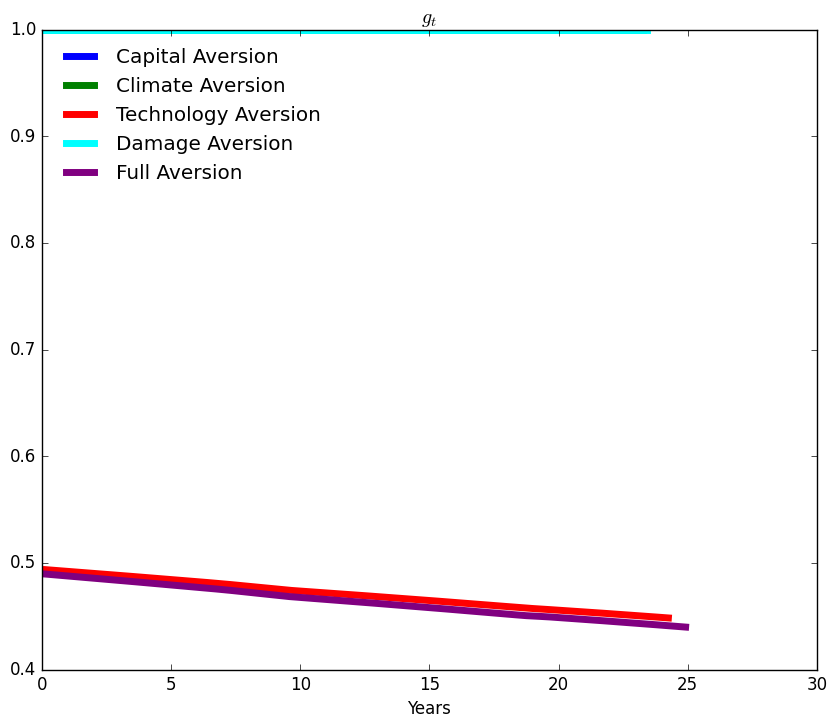 g_t
1.0
0.9
0.8
0.7
0.6
0.5
0.4
Capital Aversion
Climate Aversion
Technology Aversion
Damage Aversion
Full Aversion
0 5 10 15 20 25 30
Years